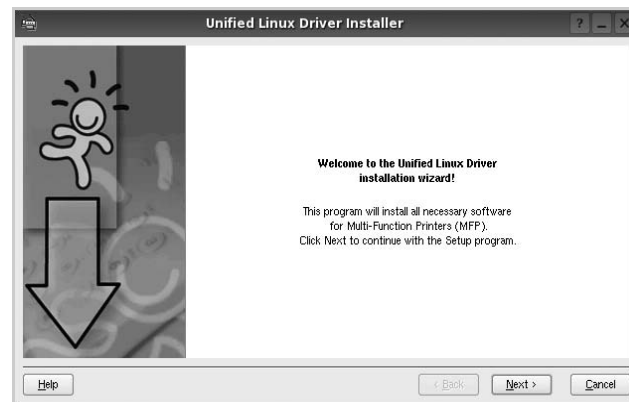 Unified Linux Driver Installer
Welcome to the Unified Linux Driver
installation wizard!
This program will install all necessary software
for Multi-Function Printers (MFP).
Click Next to continue with the Setup program.
Help
< Back
Next >
Cancel